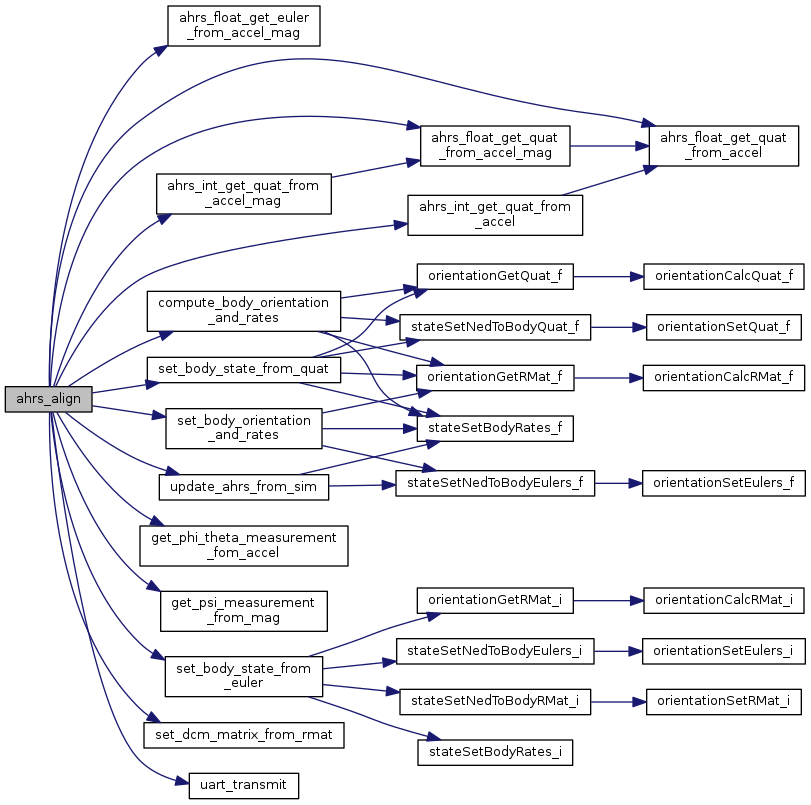 ahrs_align
ahrs_float_get_euler
_from_accel_mag
ahrs_int_get_quat_from
_accel_mag
compute_body_orientation
_and_rates
set_body_state_from_quat
set_body_orientation
_and_rates
update_ahrs_from_sim
get_phi_theta_measurement
_fom_accel
get_psi_measurement
_from_mag
set_body_state_from
_euler
set_dcm_matrix_from_rmat
uart_transmit
ahrs_float_get_quat
_from_accel_mag
ahrs_int_get_quat_from
_accel
orientationGetQuat_f
stateSetNedToBodyQuat_f
orientationGetRMat_f
stateSetBodyRates_f
stateSetNedToBodyEulers_f
orientationGetRMat_i
stateSetNedToBodyEulers_i
stateSetNedToBodyRMat_i
stateSetBodyRates_i
ahrs_float_get_quat
_from_accel
orientationCalcQuat_f
orientationSetQuat_f
orientationCalcRMat_f
orientationSetEulers_f
orientationCalcRMat_i
orientationSetEulers_i
orientationSetRMat_i